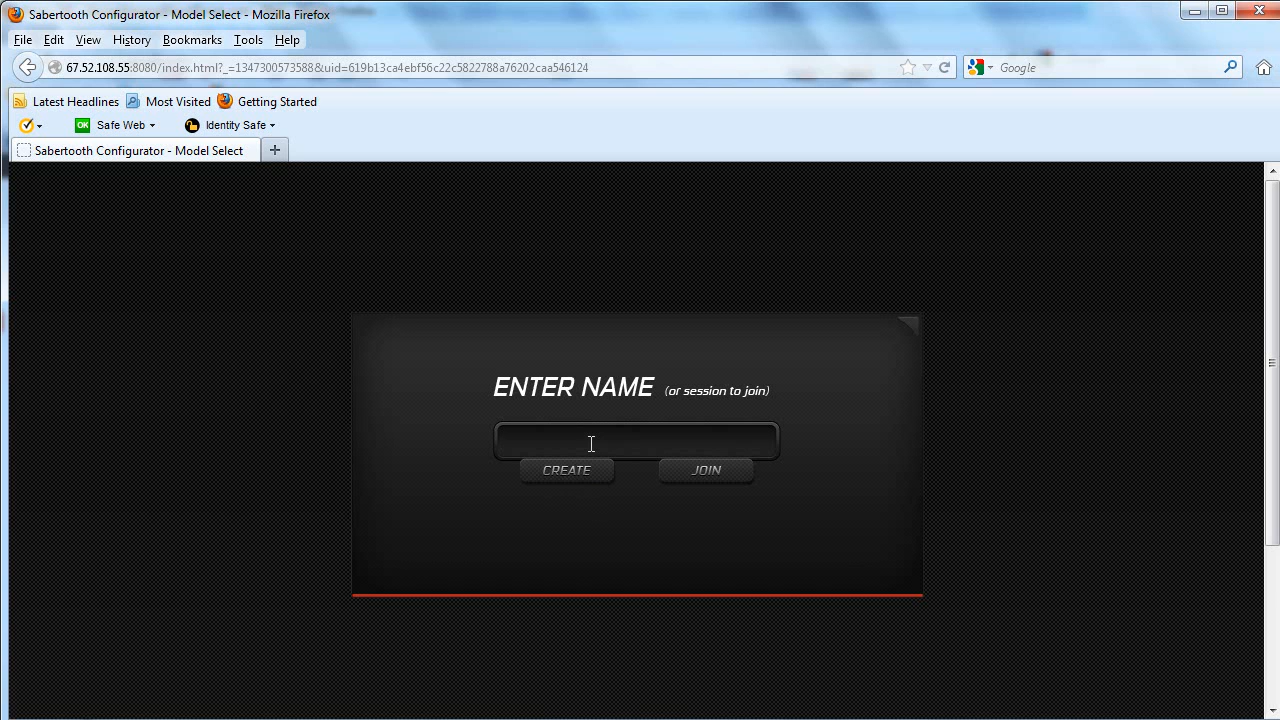 Sabertooth Configurator - Model Select - Mozilla Firefox
File Edit View History Bookmarks Tools Help
67.52.108.55:8080/index.html?_=1347300573588&uid=619b13ca4ebf56c22c5822788a76202caa546124
Google
Latest Headlines Most Visited Getting Started
OK Safe Web Identity Safe
Sabertooth Configurator - Model Select
ENTER NAME (or session to join)
CREATE JOIN